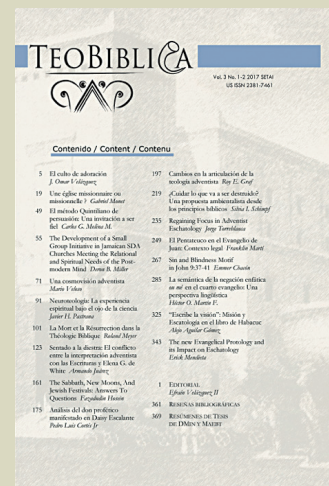 TEOBIBLICA
Vol. 3 No. 1-2 2017 SETAI
US ISSN 2381-7461
Contenido / Content / Contenu
5 El culto de adoración
J. Omar Velázquez
19 Une église missionnaire ou
missionnelle ? Gabriel Monet
49 El método Quintiliano de
persuasión: Una invitación a ser
fiel Carlos G. Molina M.
55 The Development of a Small
Group Initiative in Jamaican SDA
Churches Meeting the Relational
and Spiritual Needs of the Post-
modern Mind Damon B. Miller
71 Una cosmovisión adventista
Mario Veloso
91 Neuroteología: La experiencia
espiritual bajo el ojo de la ciencia
Javier H. Pastrana
101 La Mort et la Résurrection dans la
Théologie Biblique Roland Meyer
123 Sentado a la diestra: El conflicto
entre la interpretación adventista
con las Escrituras y Elena G. de
White Armando Juárez
161 The Sabbath, New Moons, And
Jewish Festivals: Answers To
Questions Fazadudin Hosein
175 Análisis del don profético
manifestado en Daisy Escalante
Pedro Luis Cortés Jr
197 Cambios en la articulación de la
teología adventista Roy E. Graf
219 ¿Cuidar lo que va a ser destruido?
Una propuesta ambientalista desde
los principios bíblicos Silvia I. Schimpf
235 Regaining Focus in Adventist
Eschatology Jorge Torreblanca
249 El Pentateuco en el Evangelio de
Juan: Contexto legal Franklin Martí
267 Sin and Blindness Motif
in John 9:37-41 Emmer Chacón
285 La semántica de la negación enfática
ou mē en el cuarto evangelio: Una
perspectiva lingüística
Héctor O. Martín F.
325 "Escribe la visión": Misión y
Escatología en el libro de Habacuc
Alejo Aguilar Gómez
343 The new Evangelical Protology and
its Impact on Eschatology
Erick Mendieta
1 EDITORIAL
Efraín Velázquez II
361 RESEÑAS BIBLIOGRÁFICAS
369 RESÚMENES DE TESIS
DE DMIN Y MAEBT